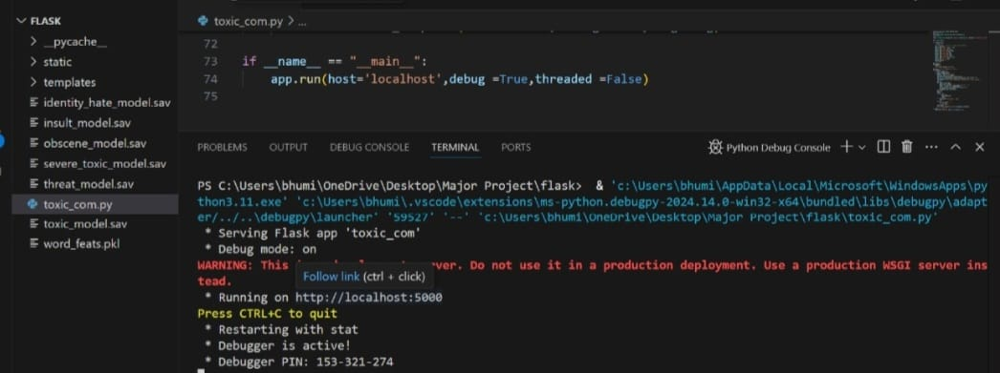 FLASK
__pycache__
static
templates
identity_hate_model.sav
insult_model.sav
obscene_model.sav
severe_toxic_model.sav
threat_model.sav
toxic_com.py
toxic_model.sav
word_feats.pkl
toxic_com.py > ...
72
73 if __name__ == "__main__":
74 app.run(host='localhost',debug =True,threaded =False)
75
PROBLEMS OUTPUT DEBUG CONSOLE TERMINAL PORTS Python Debug Console
PS C:\Users\bhumi\OneDrive\Desktop\Major Project\flask> & 'c:\Users\bhumi\AppData\Local\Microsoft\WindowsApps\py
thon3.11.exe' 'c:\Users\bhumi\.vscode\extensions\ms-python.debugpy-2024.14.0-win32-x64\bundled\libs\debugpy\adapt
er/../..\debugpy\launcher' '59527' '--' 'c:\Users\bhumi\OneDrive\Desktop\Major Project\flask\toxic_com.py'
* Serving Flask app 'toxic_com'
* Debug mode: on
WARNING: This server. Do not use it in a production deployment. Use a production WSGI server ins
tead.
Follow link (ctrl + click)
* Running on http://localhost:5000
Press CTRL+C to quit
* Restarting with stat
* Debugger is active!
* Debugger PIN: 153-321-274